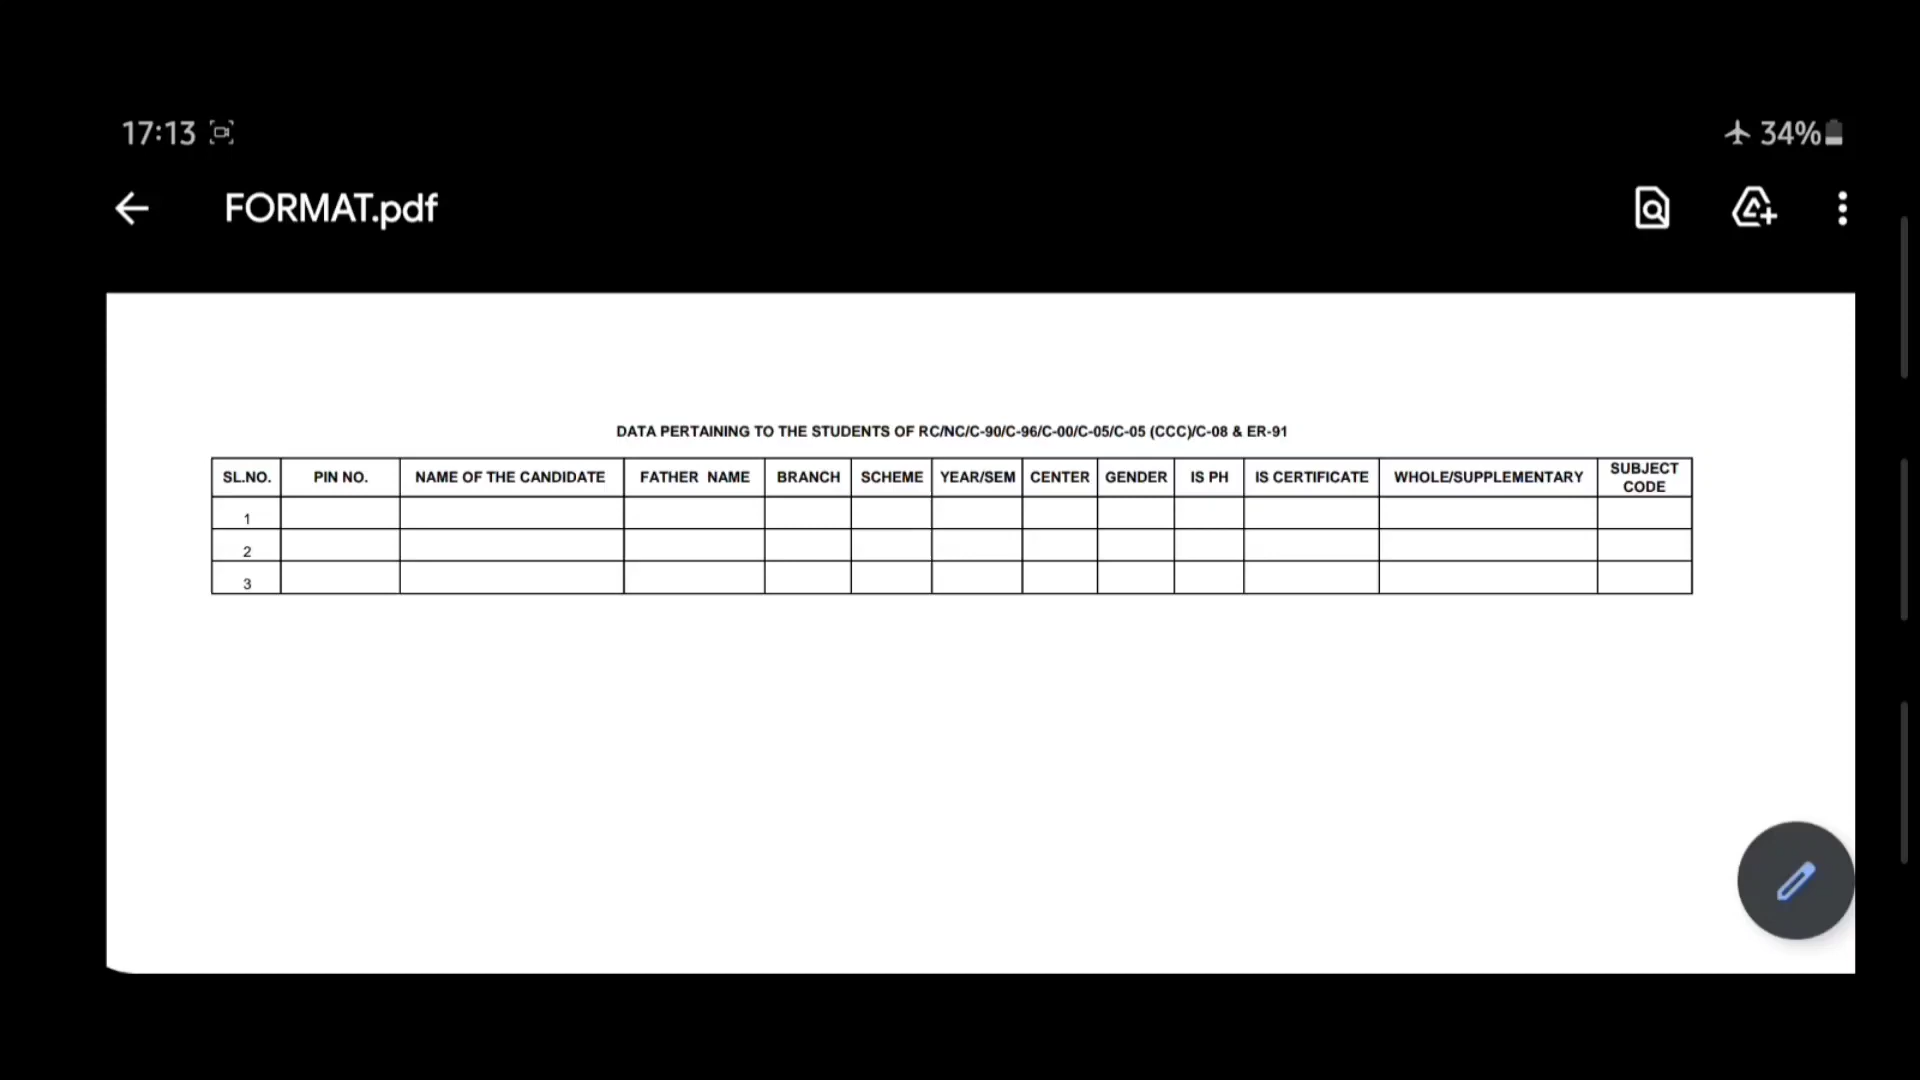 17:13
34%
FORMAT.pdf
DATA PERTAINING TO THE STUDENTS OF RC/NC/C-90/C-96/C-00/C-05/C-05 (CCC)/C-08 & ER-91
SL.NO. PIN NO. NAME OF THE CANDIDATE FATHER NAME BRANCH SCHEME YEAR/SEM CENTER GENDER IS PH IS CERTIFICATE WHOLE/SUPPLEMENTARY SUBJECT CODE
1
2
3